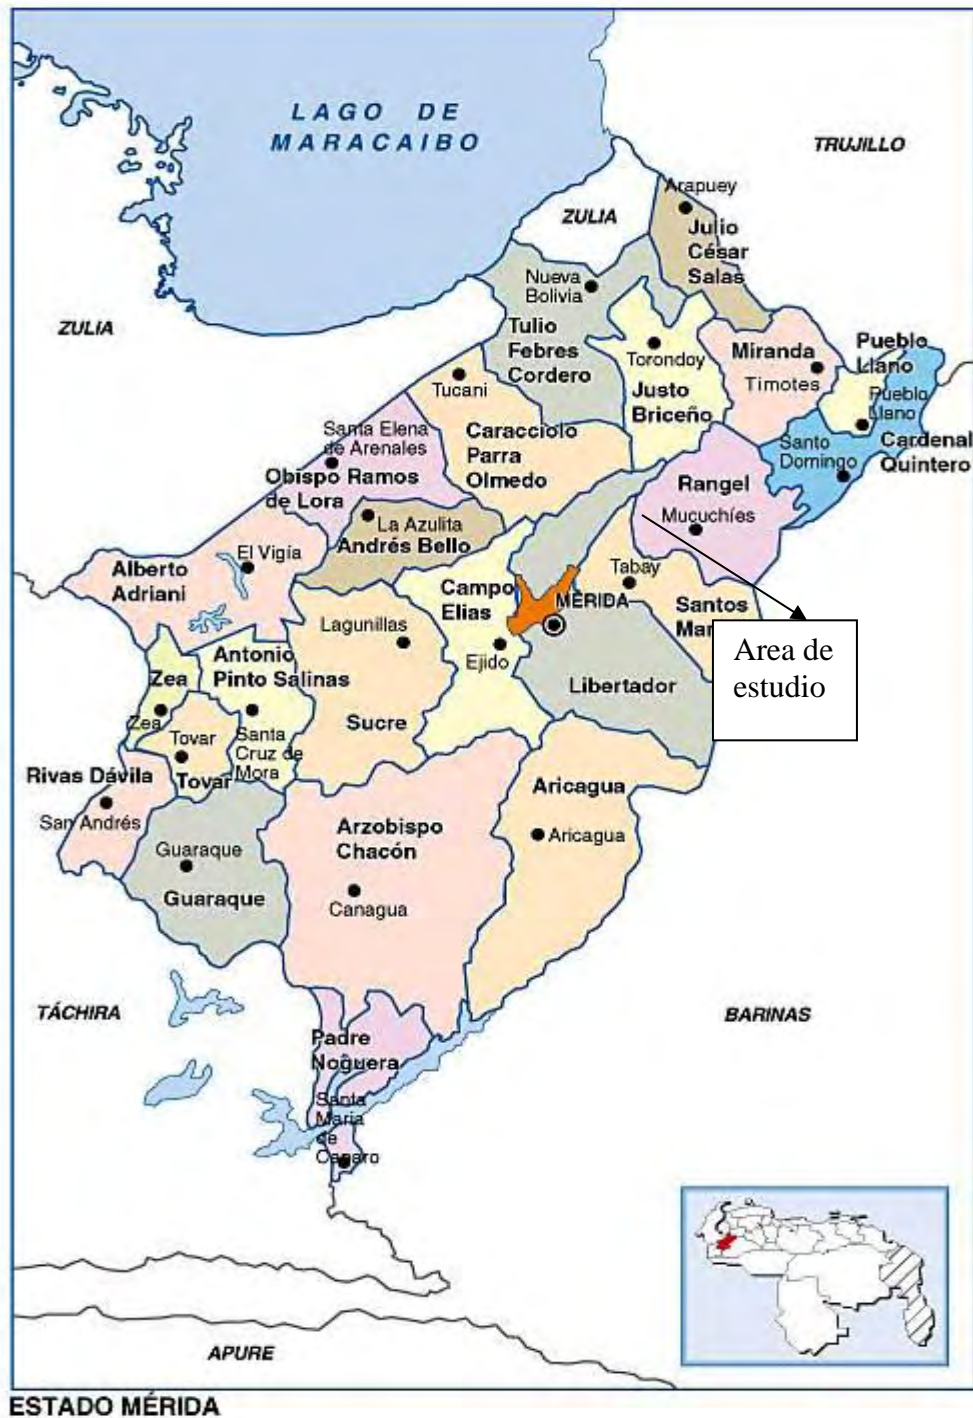 LAGO DE
MARACAIBO
TRUJILLO
Arapuey
ZULIA
Julio
César
Salas
Nueva
Bolivia
ZULIA
Tulio
Febres
Cordero
Torondoy
Justo
Briceño
Miranda
Timotes
Pueblo
Llano
Pueblo
Llano
Cardenal
Quintero
Santo
Domingo
Tucani
Caracciolo
Parra
Olmedo
Santa Elena
de Arenales
Obispo Ramos
de Lora
Rangel
Mucuchíes
La Azulita
Andrés Bello
El Vigía
Alberto
Adriani
Campo
Elias
MÉRIDA
Tabay
Santos
Mar
Area de
estudio
Lagunillas
Ejido
Antonio
Pinto Salinas
Zea
Zea
Libertador
Sucre
Tovar
Tovar
Santa
Cruz de
Mora
Rivas Dávila
San Andrés
Aricagua
Aricagua
Arzobispo
Chacón
Guaraque
Guaraque
Canagua
TÁCHIRA
BARINAS
Padre
Noguera
Santa
Maria
de
Caparo
APURE
ESTADO MÉRIDA